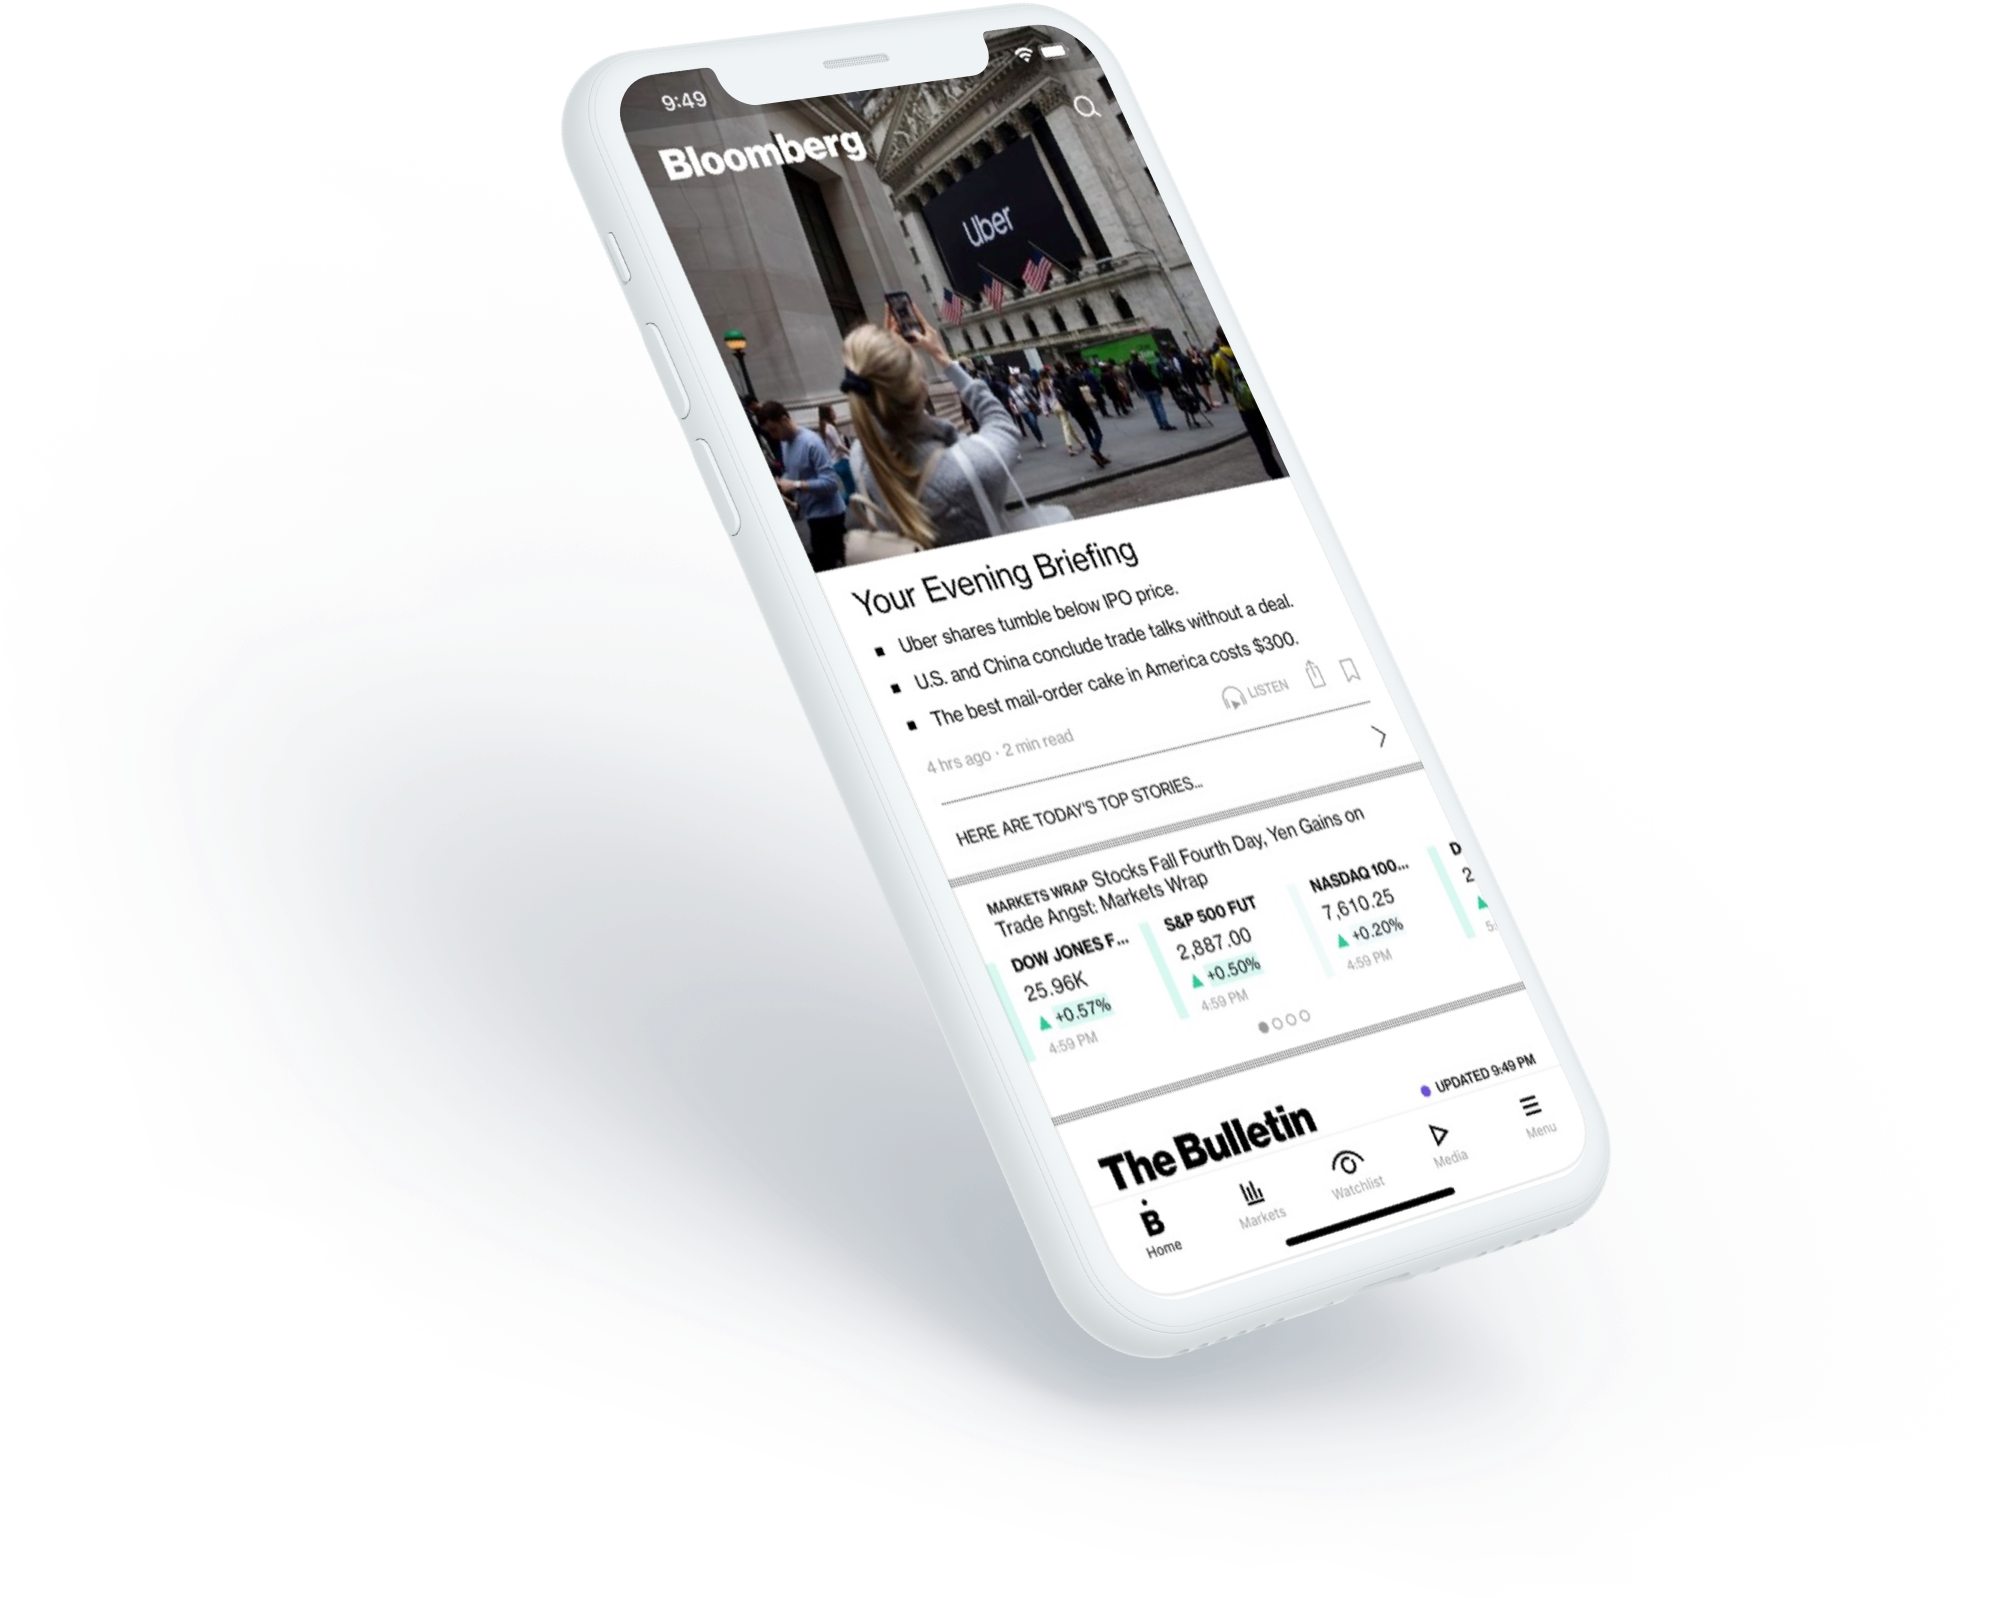 9:49
Bloomberg
Uber
Your Evening Briefing
▪ Uber shares tumble below IPO price.
▪ U.S. and China conclude trade talks without a deal.
▪ The best mail-order cake in America costs $300.
4 hrs ago · 2 min read
LISTEN
HERE ARE TODAY'S TOP STORIES...
MARKETS WRAP Stocks Fall Fourth Day, Yen Gains on
Trade Angst: Markets Wrap
DOW JONES F...
25.96K
▲ +0.57%
4:59 PM
S&P 500 FUT
2,887.00
▲ +0.50%
4:59 PM
NASDAQ 100...
7,610.25
▲ +0.20%
4:59 PM
D
2
▲
5:
The Bulletin
UPDATED 9:49 PM
B
Home
Markets
Watchlist
Media
Menu